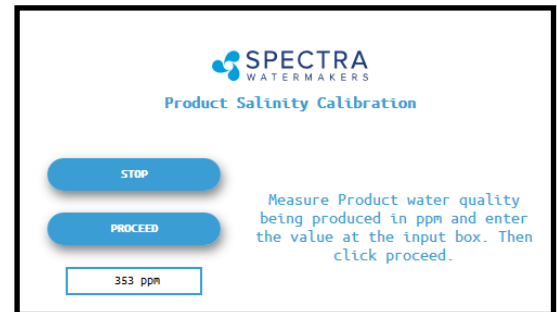 SPECTRA
WATERMAKERS
Product Salinity Calibration
STOP
PROCEED
353 ppm
Measure Product water quality
being produced in ppm and enter
the value at the input box. Then
click proceed.